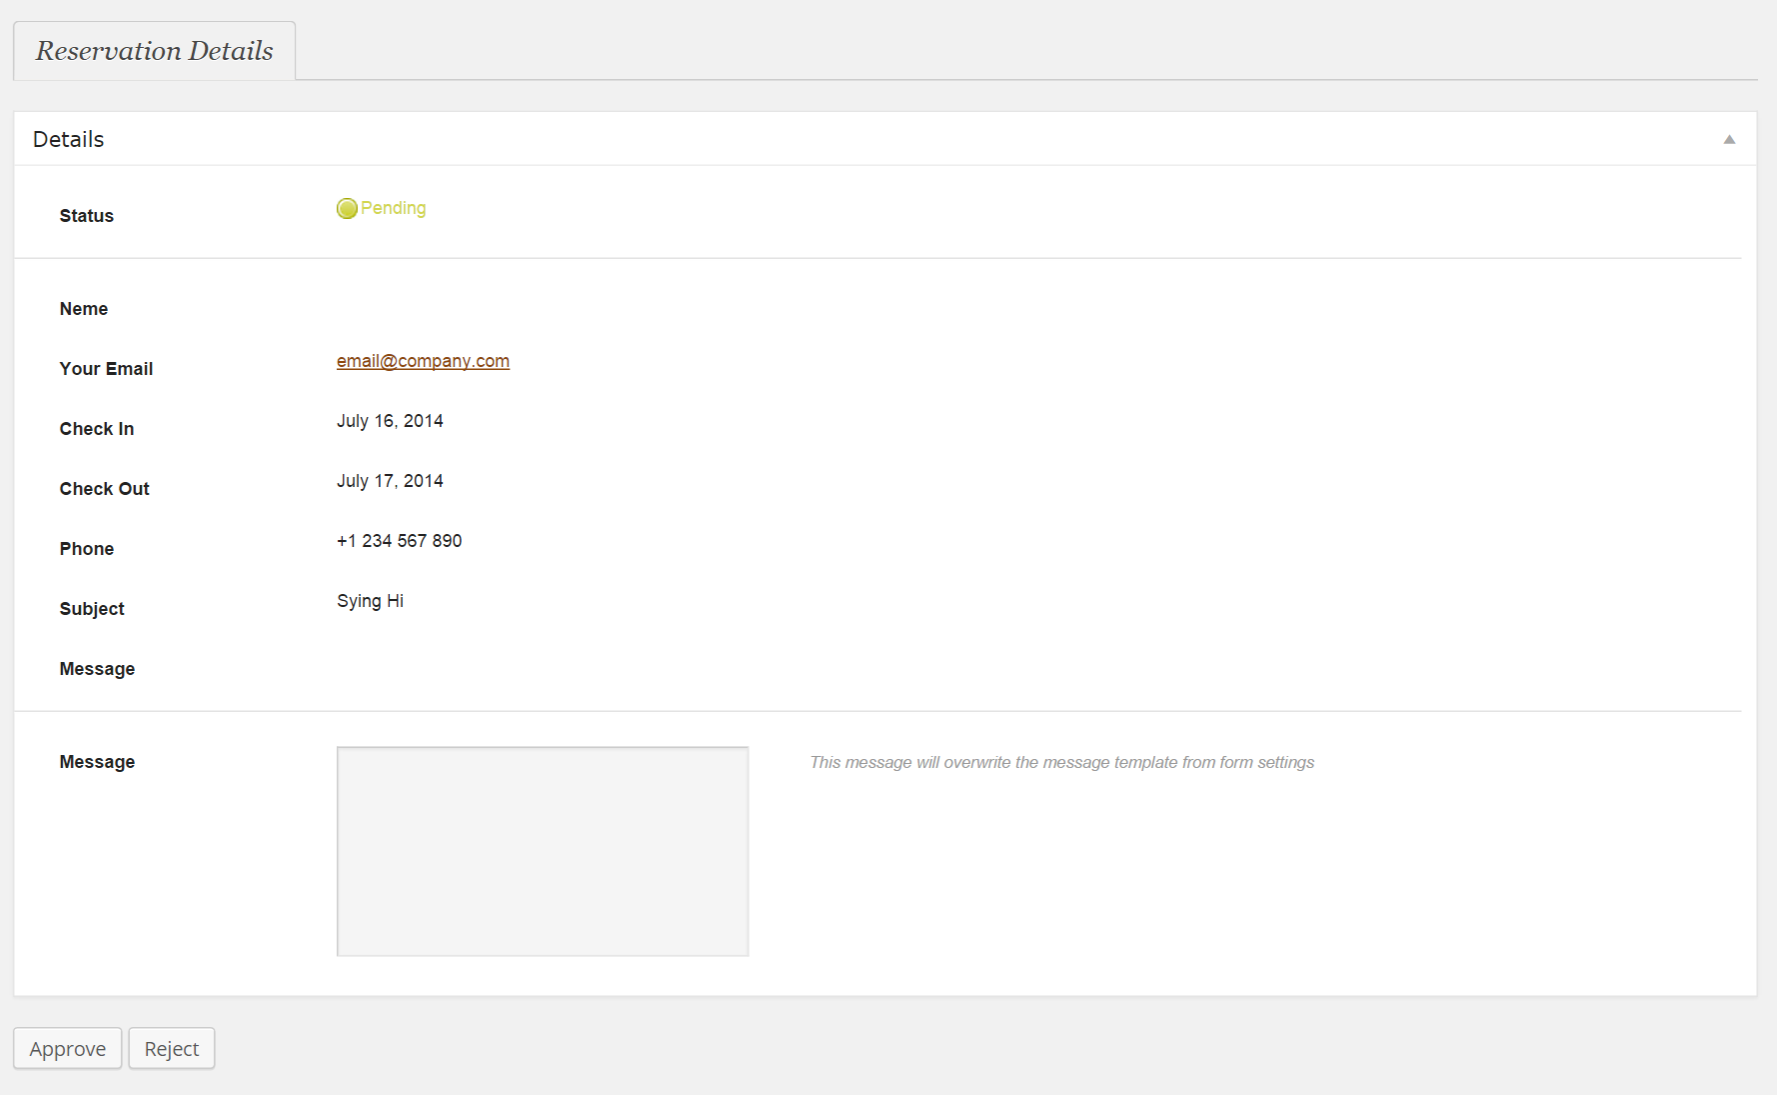 Reservation Details
Details
Status
Pending
Neme
Your Email
email@company.com
Check In
July 16, 2014
Check Out
July 17, 2014
Phone
+1 234 567 890
Subject
Sying Hi
Message
Message
This message will overwrite the message template from form settings
Approve
Reject